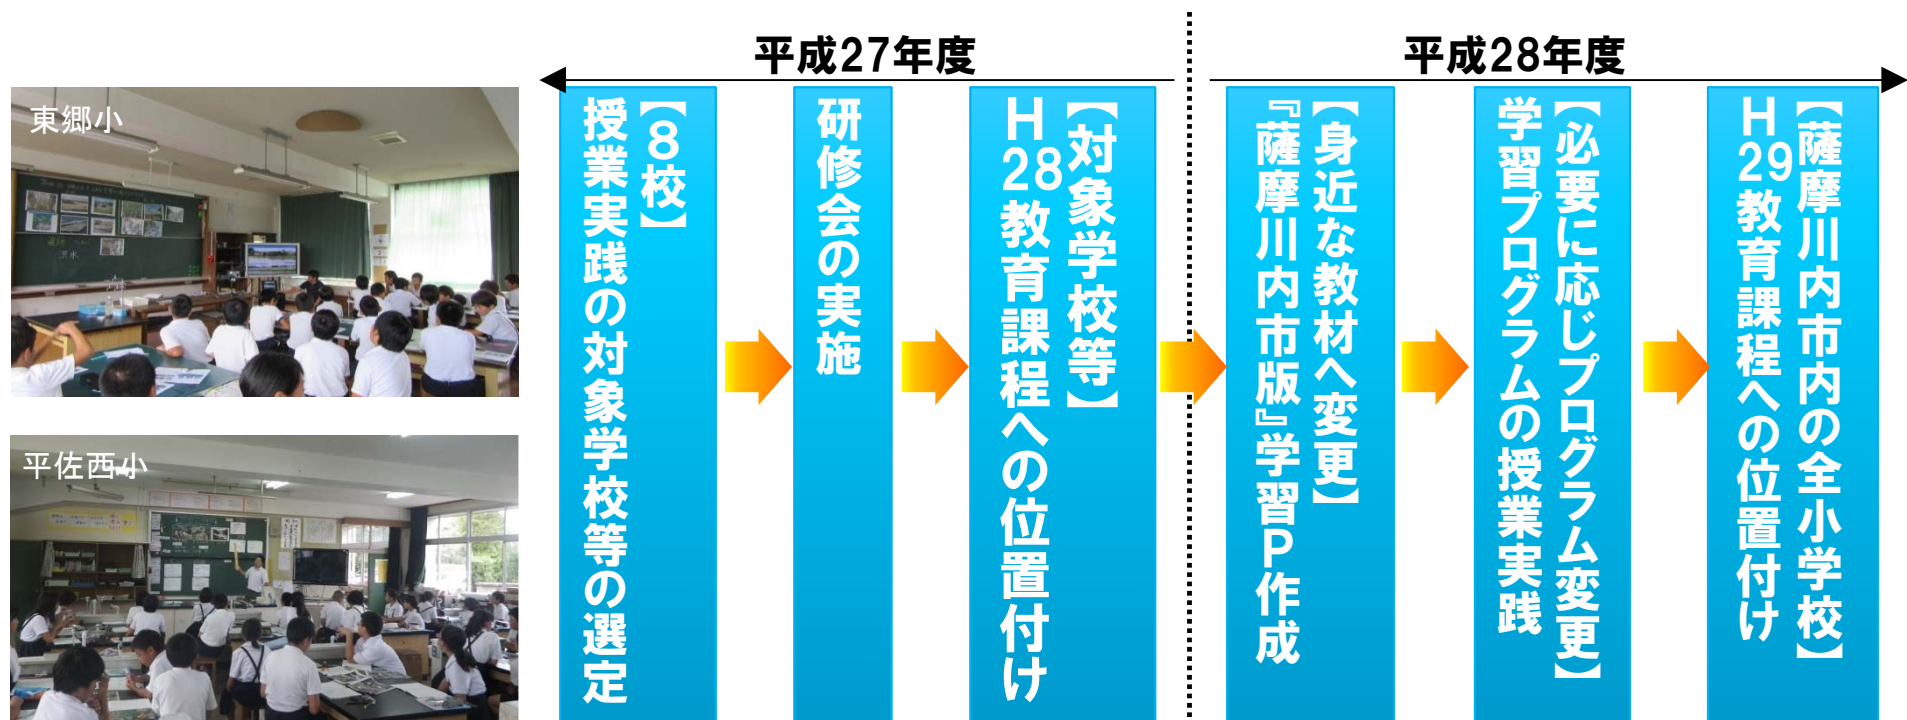 平成27年度
平成28年度
東郷小
平佐西小
【8校】
授業実践の対象学校等の選定
研修会の実施
【対象学校等】
H28教育課程への位置付け
【身近な教材へ変更】
『薩摩川内市版』学習P作成
【必要に応じプログラム変更】
学習プログラムの授業実践
【薩摩川内市内の全小学校】
H29教育課程への位置付け
洪水